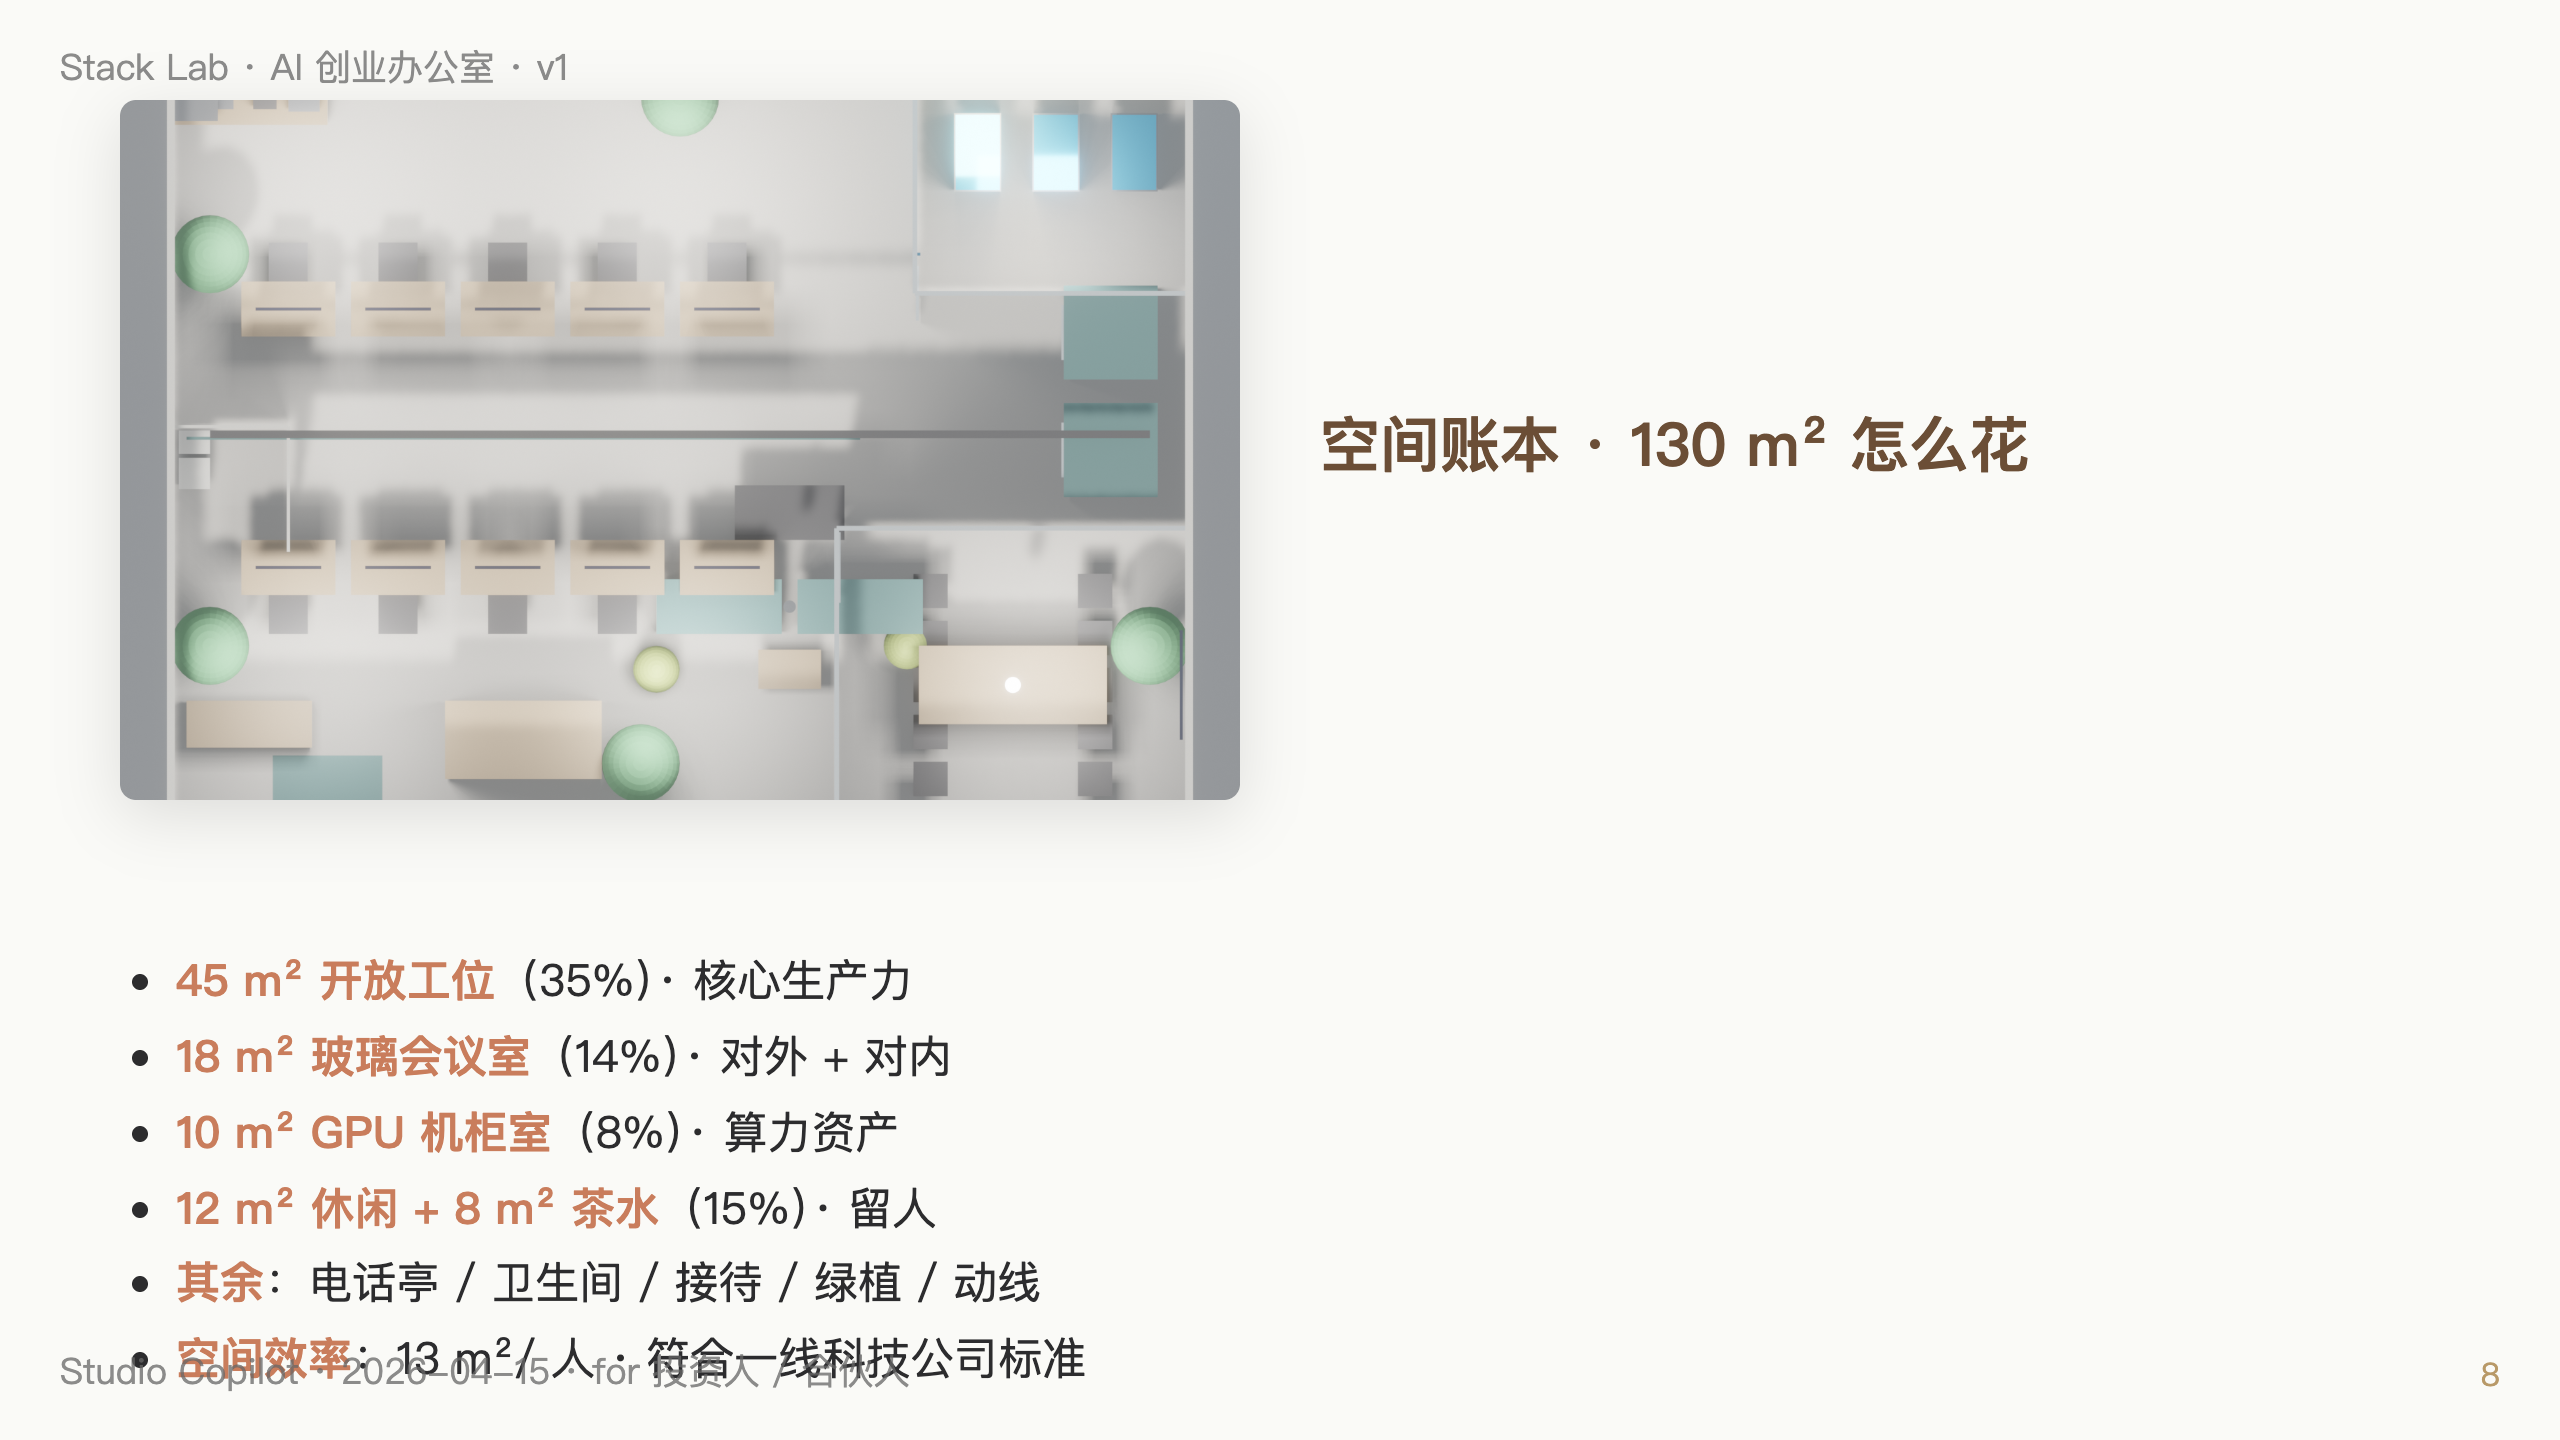 Stack Lab · AI 创业办公室 · v1
空间账本 · 130 m² 怎么花
45 m² 开放工位（35%）· 核心生产力
18 m² 玻璃会议室（14%）· 对外 + 对内
10 m² GPU 机柜室（8%）· 算力资产
12 m² 休闲 + 8 m² 茶水（15%）· 留人
其余：电话亭 / 卫生间 / 接待 / 绿植 / 动线
空间效率：13 m²/ 人 · 符合一线科技公司标准
Studio Copilot · 2026-04-15 · for 投资人 / 合伙人
8